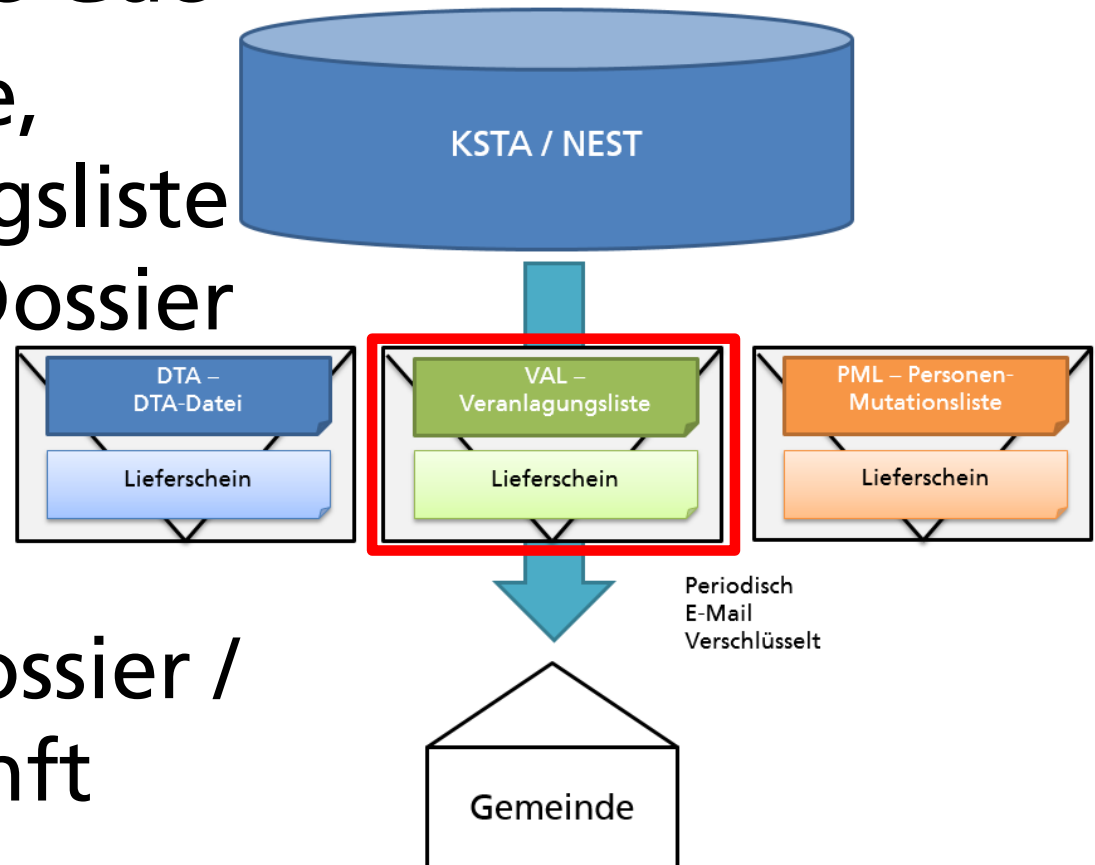 e,
gsliste
Dossier
ossier /
nft
KSTA / NEST
DTA –
DTA-Datei
Lieferschein
VAL –
Veranlagungsliste
Lieferschein
PML – Personen-
Mutationsliste
Lieferschein
Periodisch
E-Mail
Verschlüsselt
Gemeinde